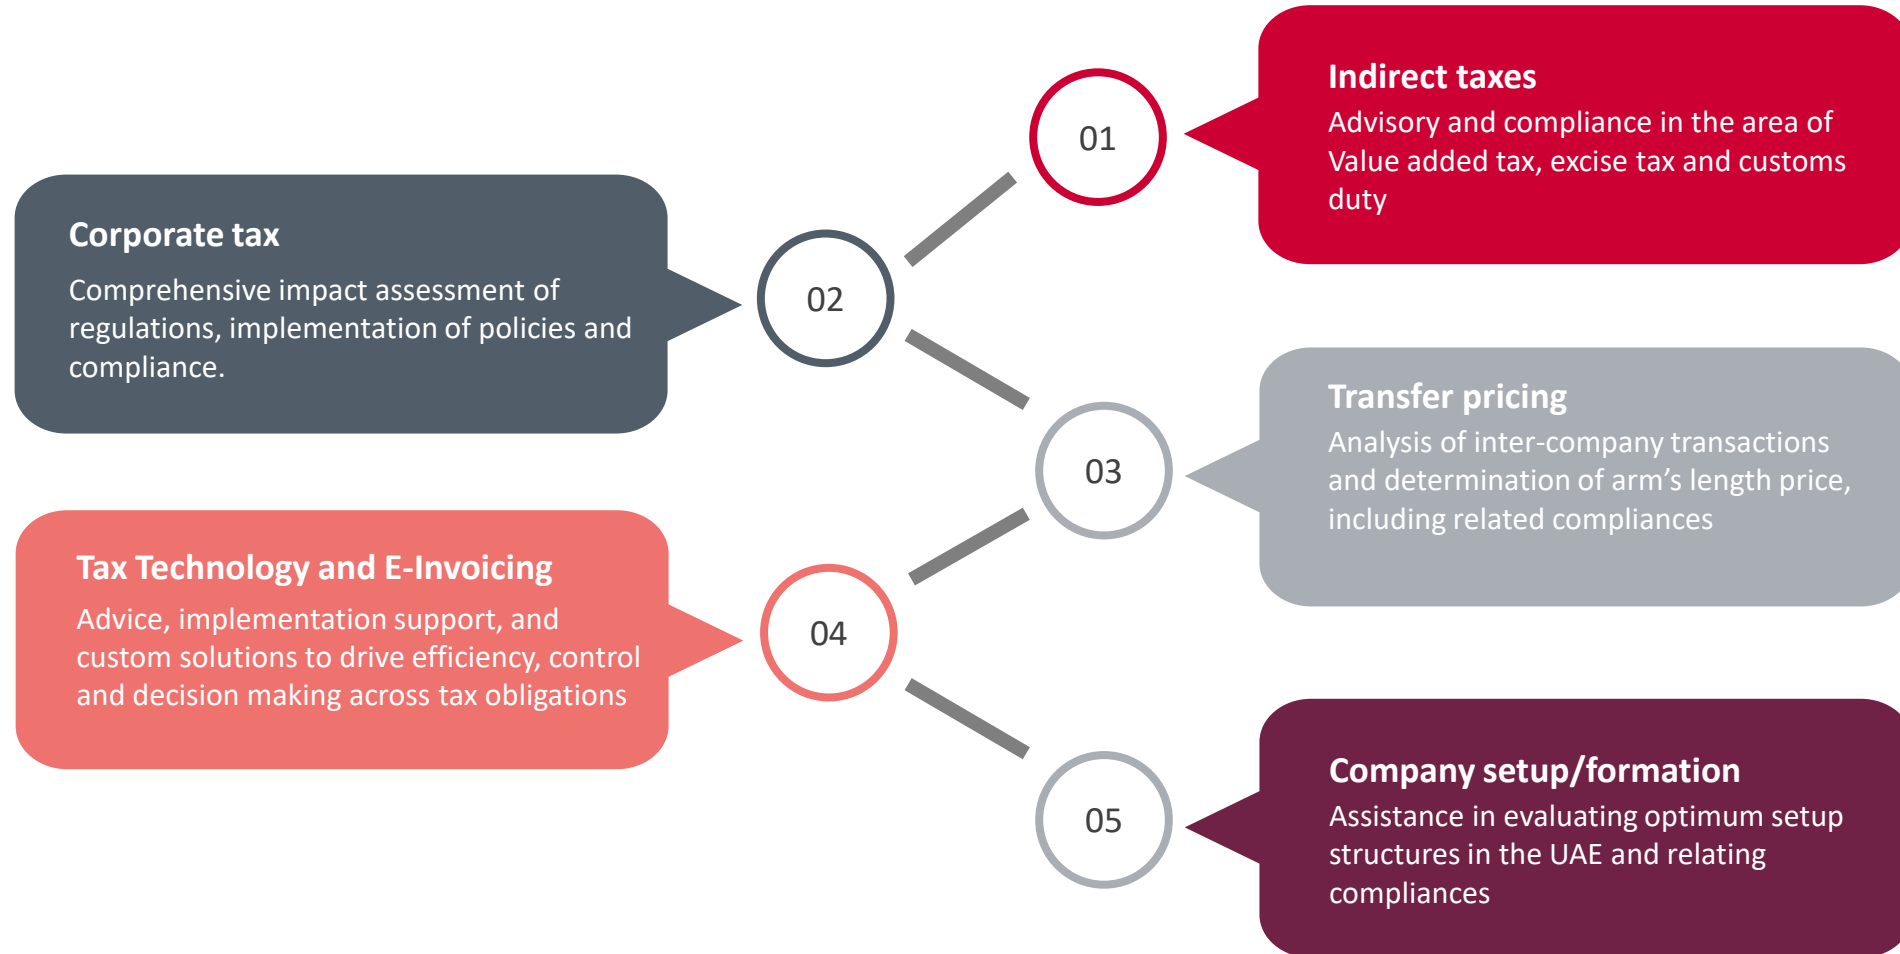 01
Indirect taxes
Advisory and compliance in the area of
Value added tax, excise tax and customs
duty
Corporate tax
Comprehensive impact assessment of
regulations, implementation of policies and
compliance.
02
03
Transfer pricing
Analysis of inter-company transactions
and determination of arm’s length price,
including related compliances
Tax Technology and E-Invoicing
Advice, implementation support, and
custom solutions to drive efficiency, control
and decision making across tax obligations
04
05
Company setup/formation
Assistance in evaluating optimum setup
structures in the UAE and relating
compliances